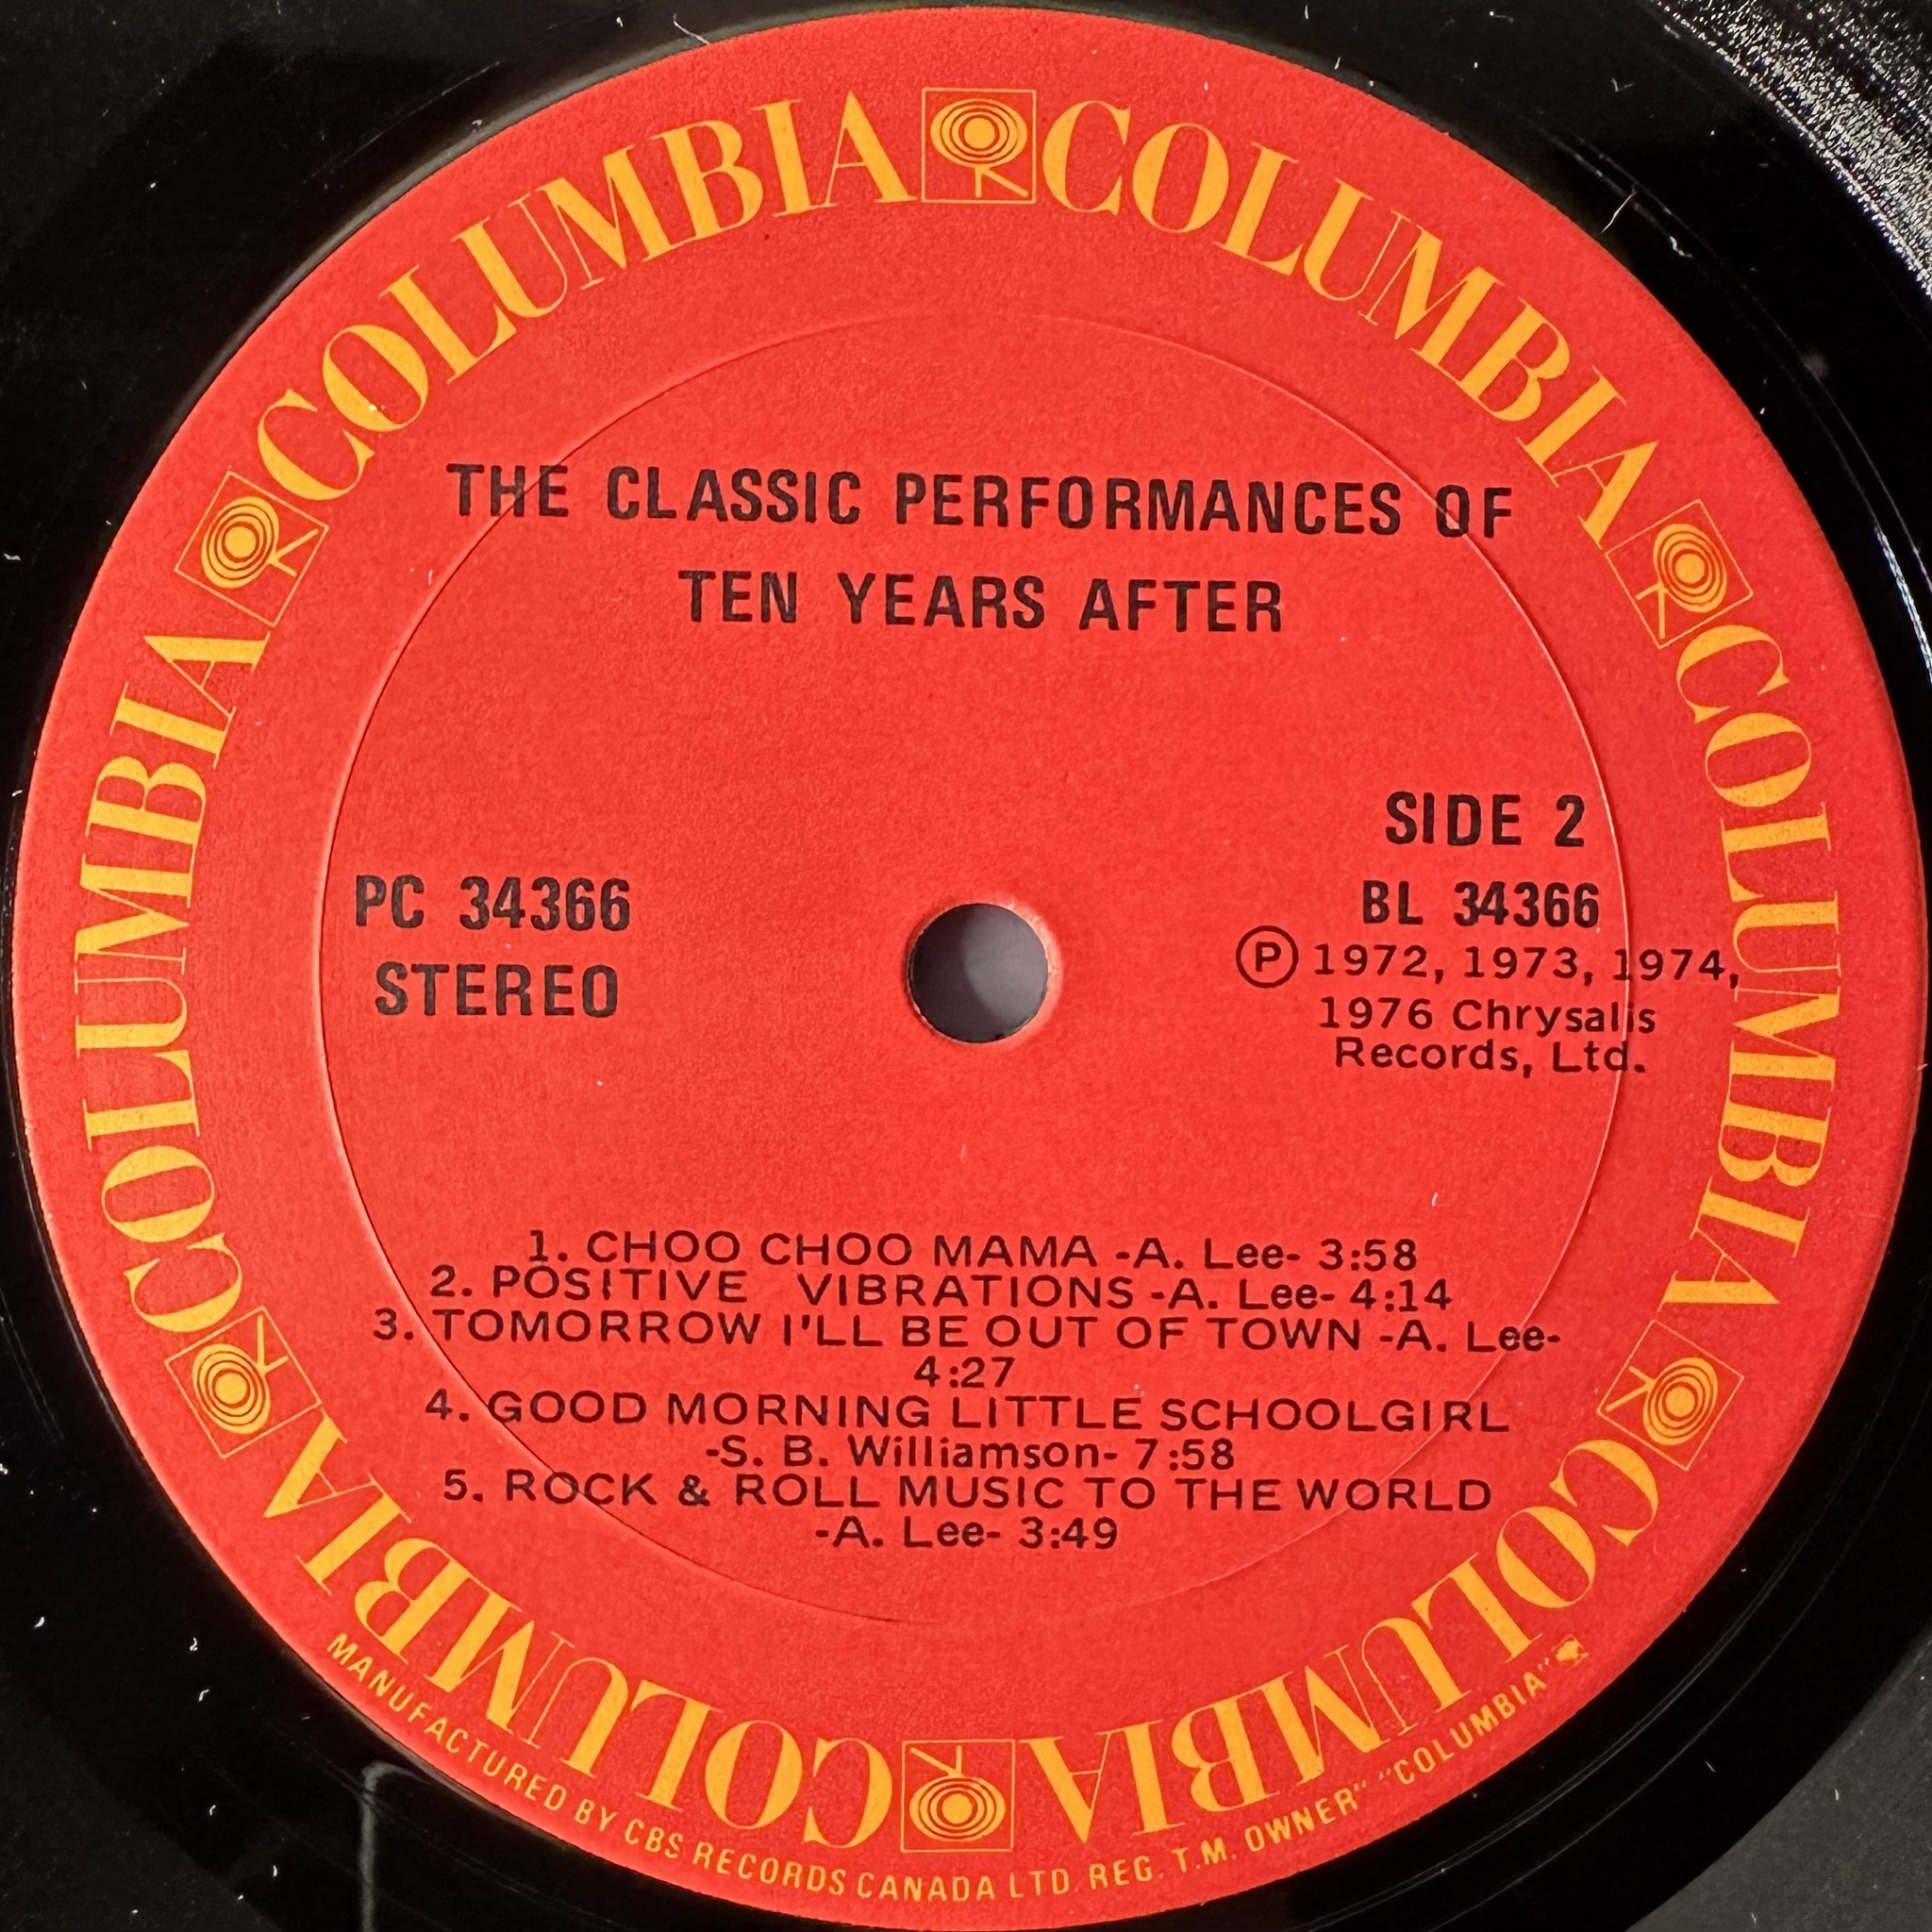 COLUMBIA COLUMBIA COLUMBIA COLUMBIA COLUMBIA COLUMBIA
THE CLASSIC PERFORMANCES OF
TEN YEARS AFTER
SIDE 2
PC 34366
BL 34366
STEREO
Ⓟ 1972, 1973, 1974,
1976 Chrysalis
Records, Ltd.
1. CHOO CHOO MAMA -A. Lee- 3:58
2. POSITIVE VIBRATIONS -A. Lee- 4:14
3. TOMORROW I'LL BE OUT OF TOWN -A. Lee-
4:27
4. GOOD MORNING LITTLE SCHOOLGIRL
-S. B. Williamson- 7:58
5. ROCK & ROLL MUSIC TO THE WORLD
-A. Lee- 3:49
MANUFACTURED BY CBS RECORDS CANADA LTD. REG. T.M. OWNER" "COLUMBIA"